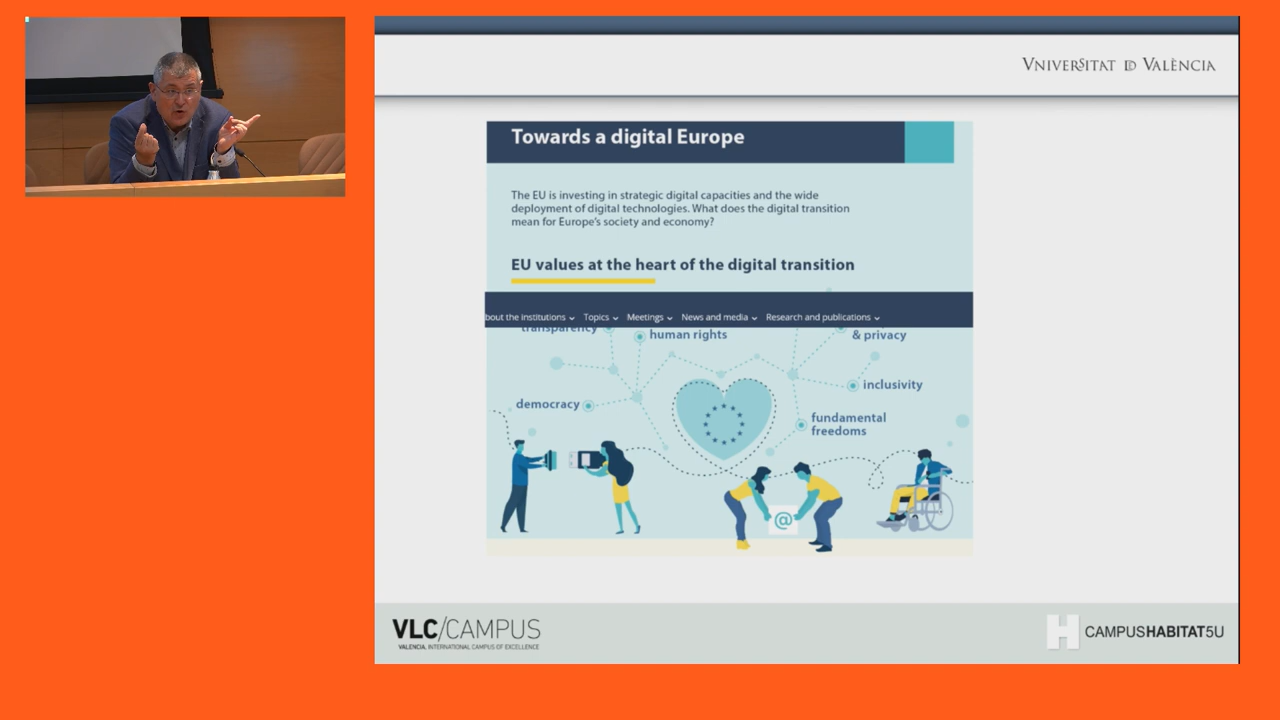 VNIVERSITAT ID VALÈNCIA
Towards a digital Europe
The EU is investing in strategic digital capacities and the wide
deployment of digital technologies. What does the digital transition
mean for Europe's society and economy?
EU values at the heart of the digital transition
bout the institutions Topics Meetings News and media Research and publications
transparency
human rights
& privacy
inclusivity
democracy
fundamental
freedoms
@
VLC/CAMPUS
VALENCIA, INTERNATIONAL CAMPUS OF EXCELLENCE
H CAMPUSHABITAT5U